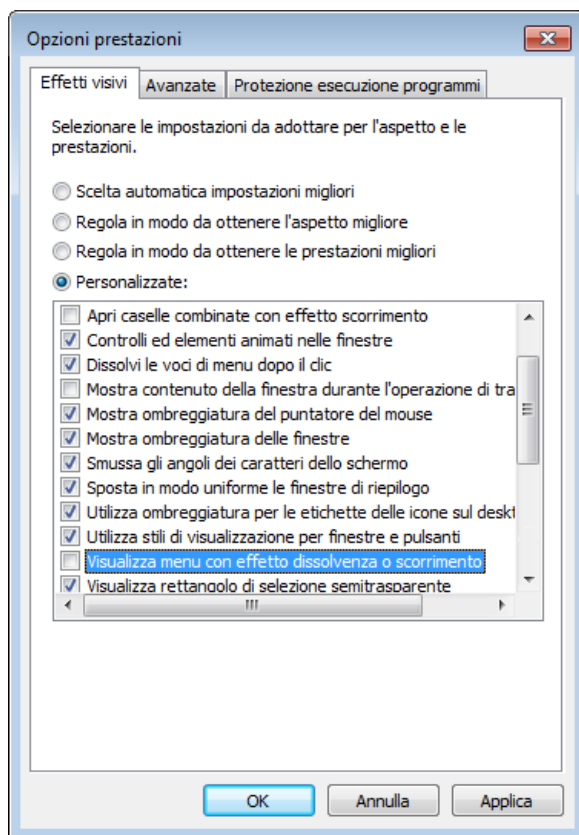 Opzioni prestazioni
Effetti visivi
Avanzate
Protezione esecuzione programmi
Selezionare le impostazioni da adottare per l'aspetto e le
prestazioni.
Scelta automatica impostazioni migliori
Regola in modo da ottenere l'aspetto migliore
Regola in modo da ottenere le prestazioni migliori
Personalizzate:
Apri caselle combinate con effetto scorrimento
Controlli ed elementi animati nelle finestre
Dissolvi le voci di menu dopo il clic
Mostra contenuto della finestra durante l'operazione di tra
Mostra ombreggiatura del puntatore del mouse
Mostra ombreggiatura delle finestre
Smussa gli angoli dei caratteri dello schermo
Sposta in modo uniforme le finestre di riepilogo
Utilizza ombreggiatura per le etichette delle icone sul deskt
Utilizza stili di visualizzazione per finestre e pulsanti
Visualizza menu con effetto dissolvenza o scorrimento
Visualizza rettangolo di selezione semitrasparente
OK
Annulla
Applica